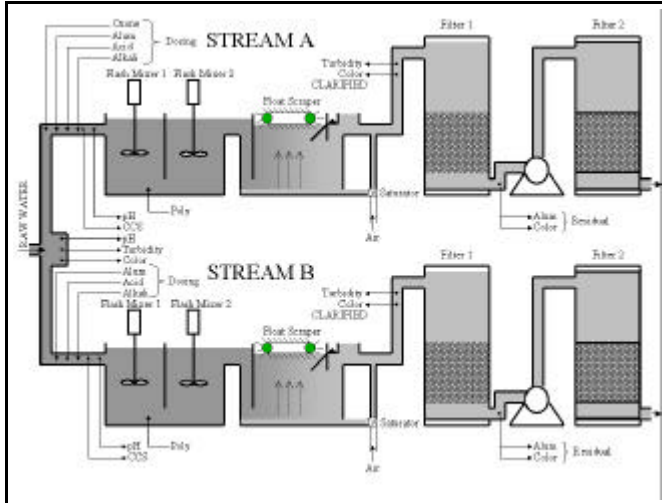 Ozone
Alum
Acid
Alkali
Dosing
STREAM A
Flash Mixer 1 Flash Mixer 2
Float Scraper
Turbidity
Color
CLARIFIED
Filter 1
Filter 2
RAW WATER
pH
CCS
Poly
Saturator
Air
Alum
Color
Residual
pH
Turbidity
Color
Alum
Acid
Alkali
Dosing
STREAM B
Flash Mixer 1 Flash Mixer 2
Float Scraper
Turbidity
Color
CLARIFIED
Filter 1
Filter 2
pH
CCS
Poly
Saturator
Air
Alum
Color
Residual